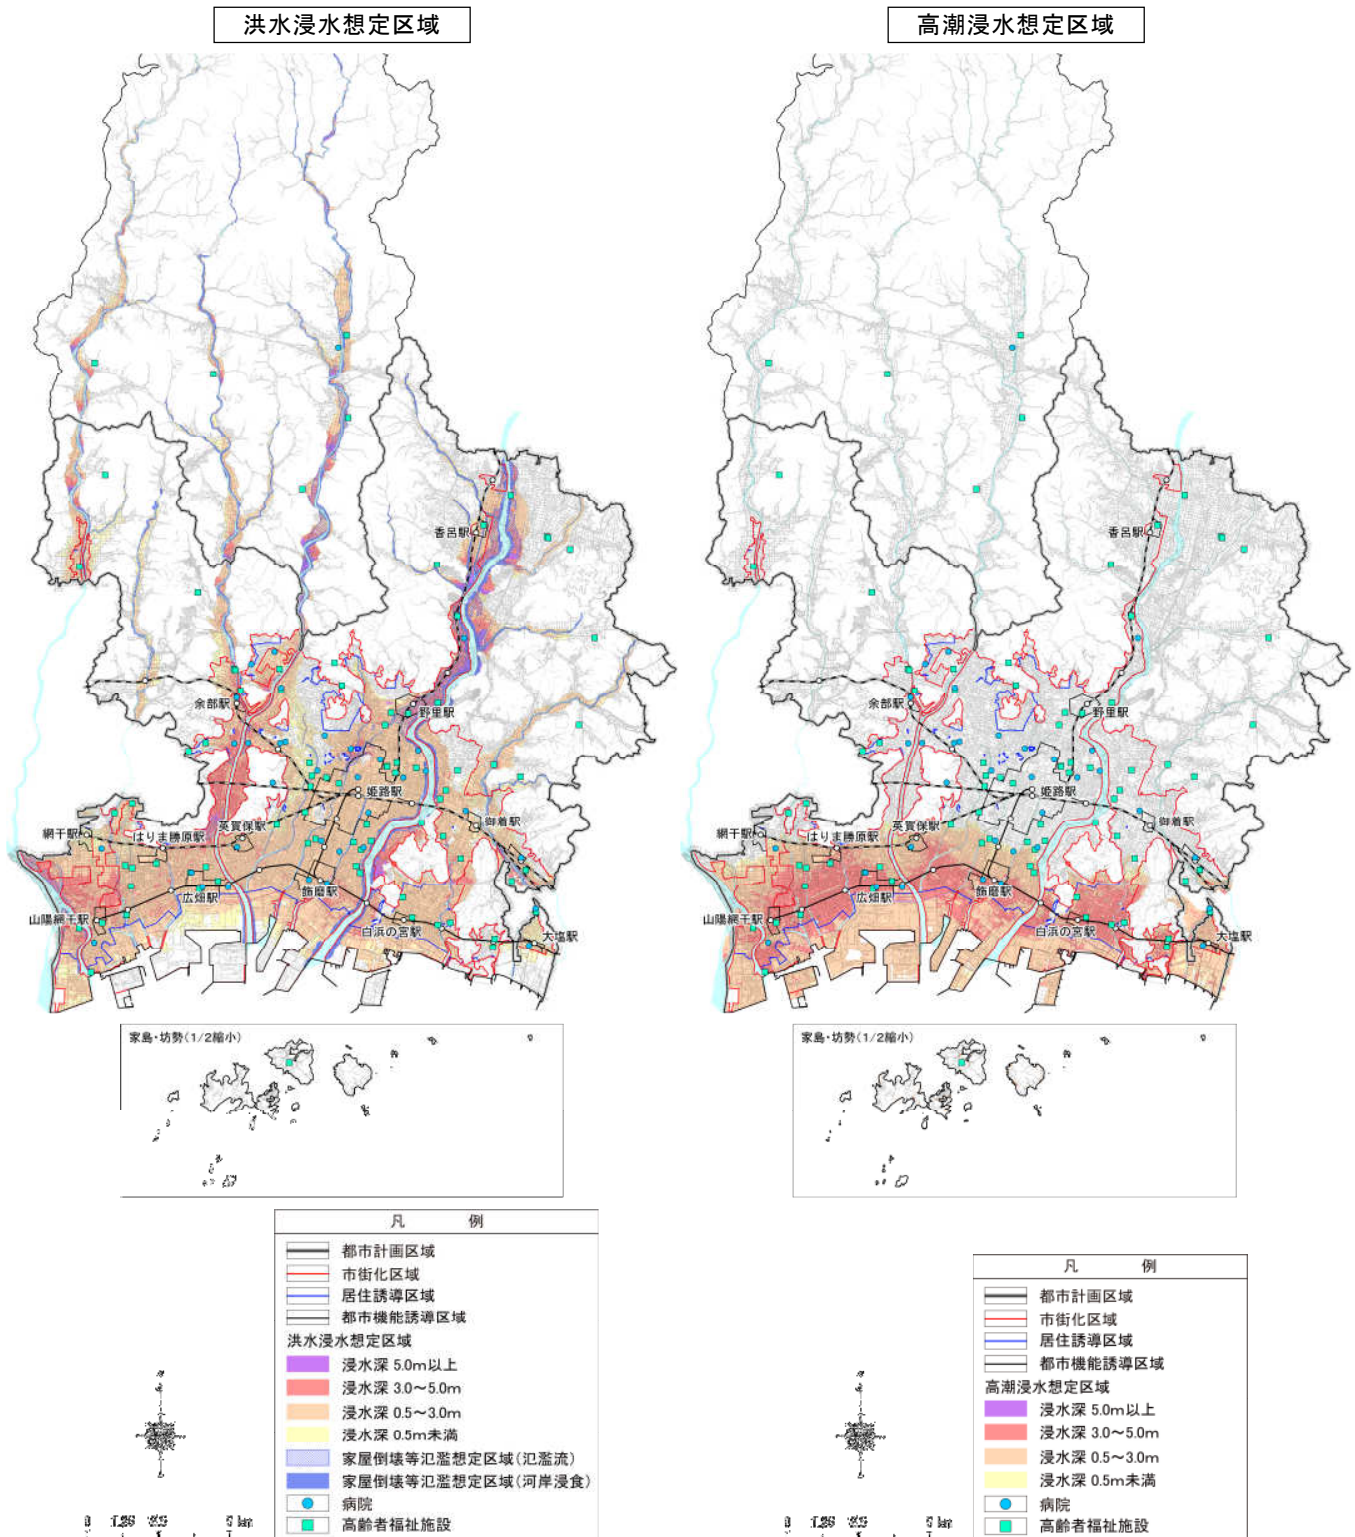 洪水浸水想定区域
高潮浸水想定区域
香呂駅
余部駅
野里駅
姫路駅
網干駅
はりま勝原駅
英賀保駅
御着駅
山陽網干駅
広畑駅
飾磨駅
白浜の宮駅
大塩駅
家島・坊勢(1/2縮小)
凡 例
都市計画区域
市街化区域
居住誘導区域
都市機能誘導区域
洪水浸水想定区域
浸水深 5.0m以上
浸水深 3.0~5.0m
浸水深 0.5~3.0m
浸水深 0.5m未満
家屋倒壊等氾濫想定区域(氾濫流)
家屋倒壊等氾濫想定区域(河岸浸食)
病院
高齢者福祉施設
0 1.25 2.5 5 km
香呂駅
余部駅
野里駅
姫路駅
網干駅
はりま勝原駅
英賀保駅
御着駅
山陽網干駅
広畑駅
飾磨駅
白浜の宮駅
大塩駅
家島・坊勢(1/2縮小)
凡 例
都市計画区域
市街化区域
居住誘導区域
都市機能誘導区域
高潮浸水想定区域
浸水深 5.0m以上
浸水深 3.0~5.0m
浸水深 0.5~3.0m
浸水深 0.5m未満
病院
高齢者福祉施設
0 1.25 2.5 5 km